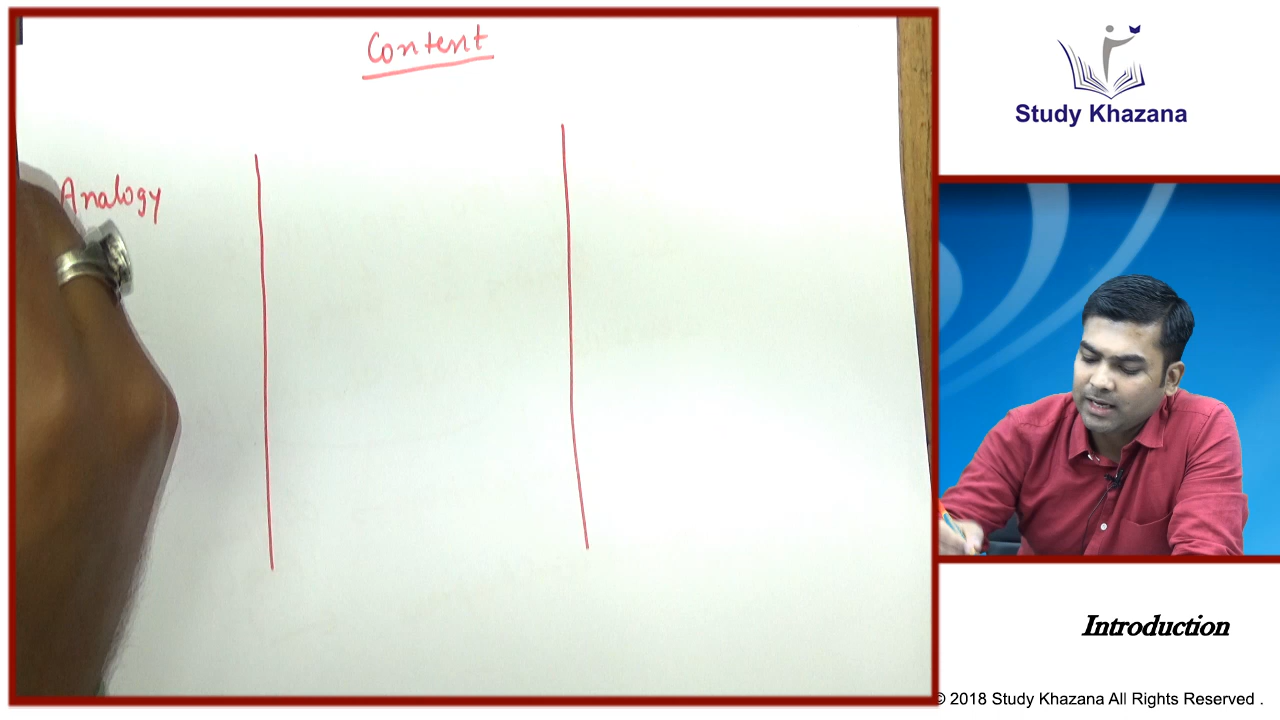 Content
Analogy
Study Khazana
Introduction
© 2018 Study Khazana All Rights Reserved .